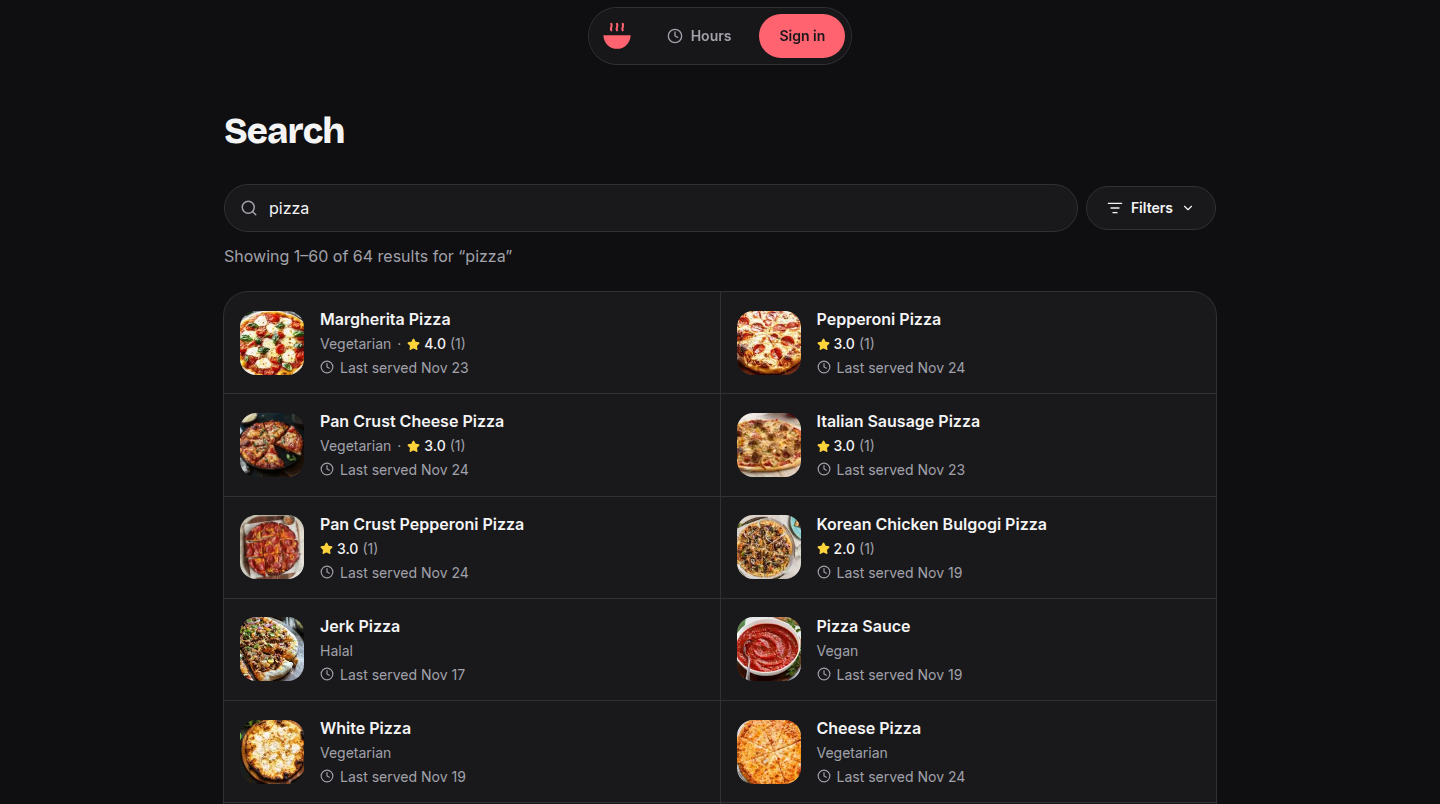 Hours
Sign in
Search
pizza
Filters
Showing 1–60 of 64 results for “pizza”
Margherita Pizza
Vegetarian · 4.0 (1)
Last served Nov 23
Pepperoni Pizza
3.0 (1)
Last served Nov 24
Pan Crust Cheese Pizza
Vegetarian · 3.0 (1)
Last served Nov 24
Italian Sausage Pizza
3.0 (1)
Last served Nov 23
Pan Crust Pepperoni Pizza
3.0 (1)
Last served Nov 24
Korean Chicken Bulgogi Pizza
2.0 (1)
Last served Nov 19
Jerk Pizza
Halal
Last served Nov 17
Pizza Sauce
Vegan
Last served Nov 19
White Pizza
Vegetarian
Last served Nov 19
Cheese Pizza
Vegetarian
Last served Nov 24